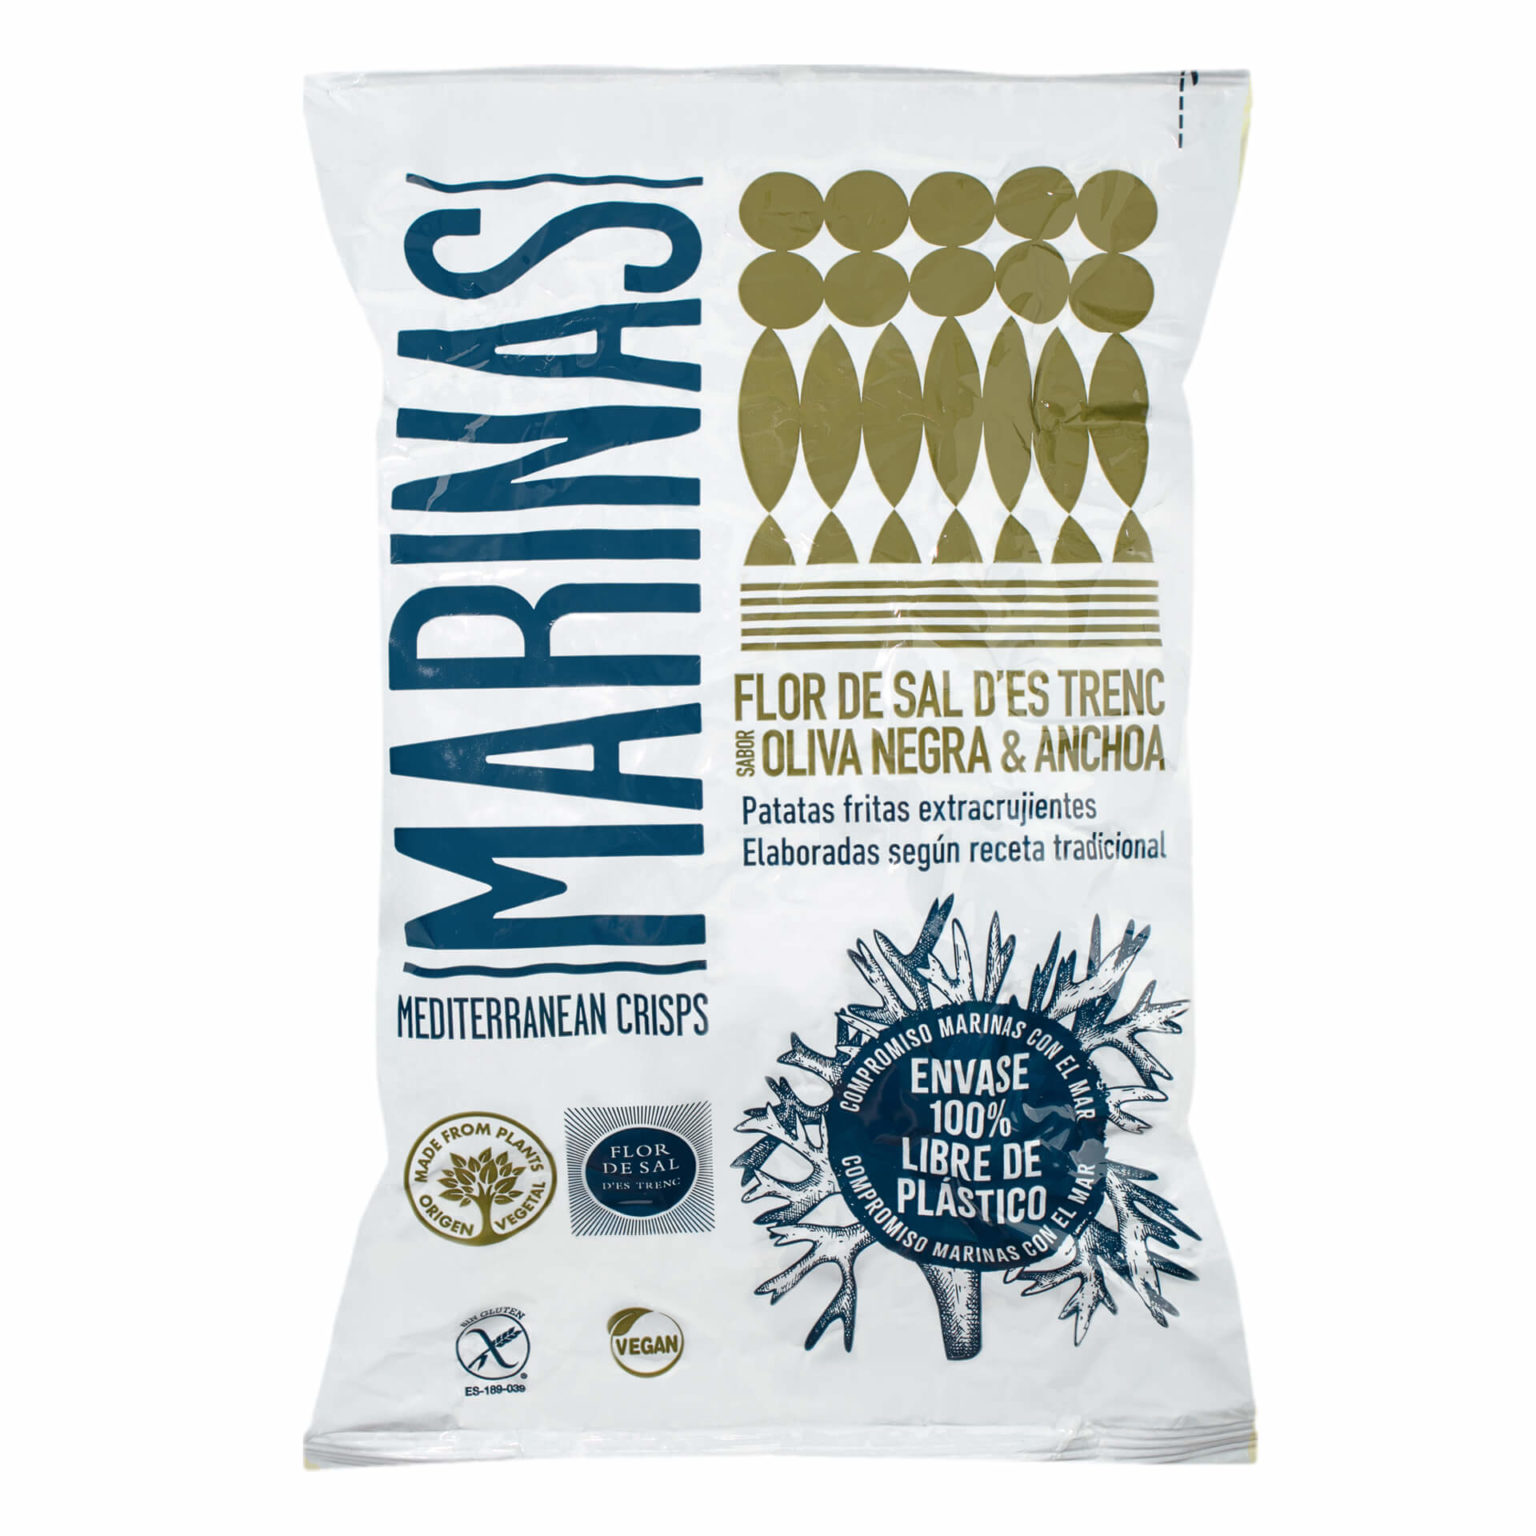 MARINAS
MEDITERRANEAN CRISPS
FLOR DE SAL D'ES TRENC
SABOR
OLIVA NEGRA & ANCHOA
Patatas fritas extracrujientes
Elaboradas según receta tradicional
COMPROMISO MARINAS CON EL MAR
ENVASE
100%
LIBRE DE
PLÁSTICO
COMPROMISO MARINAS CON EL MAR
MADE FROM PLANTS
ORIGEN VEGETAL
FLOR
DE SAL
D'ES TRENC
SIN GLUTEN
ES-189-039
VEGAN